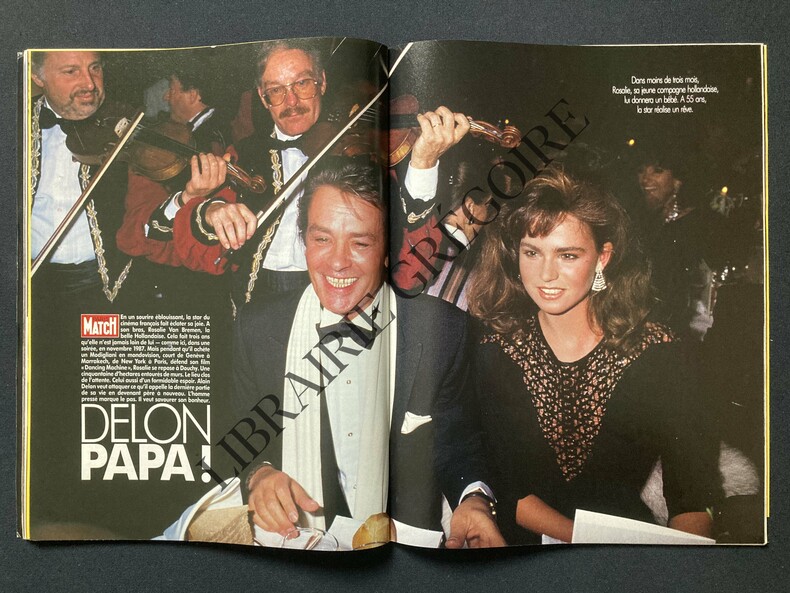 Dans moins de trois mois,
Rosalie, sa jeune compagne hollandaise,
lui donnera un bébé. A 55 ans,
la star réalise un rêve.
MATCH
En un sourire éblouissant, la star du
cinéma français fait éclater sa joie. A
son bras, Rosalie Van Bremen, la
belle Hollandaise. Cela fait trois ans
qu'elle n'est jamais loin de lui — comme ici, dans une
soirée, en novembre 1987. Mais pendant qu'il achète
un Modigliani en mondovision, court de Genève à
Marrakech, de New York à Paris, défend son film
« Dancing Machine », Rosalie se repose à Douchy. Une
cinquantaine d'hectares entourés de murs. Le lieu clos
de l'attente. Celui aussi d'un formidable espoir. Alain
Delon veut attaquer ce qu'il appelle la dernière partie
de sa vie en devenant père à nouveau. L'homme
pressé marque le pas. Il veut savourer son bonheur.
DELON
PAPA!
LIBRAIRIE GRÉGOIRE